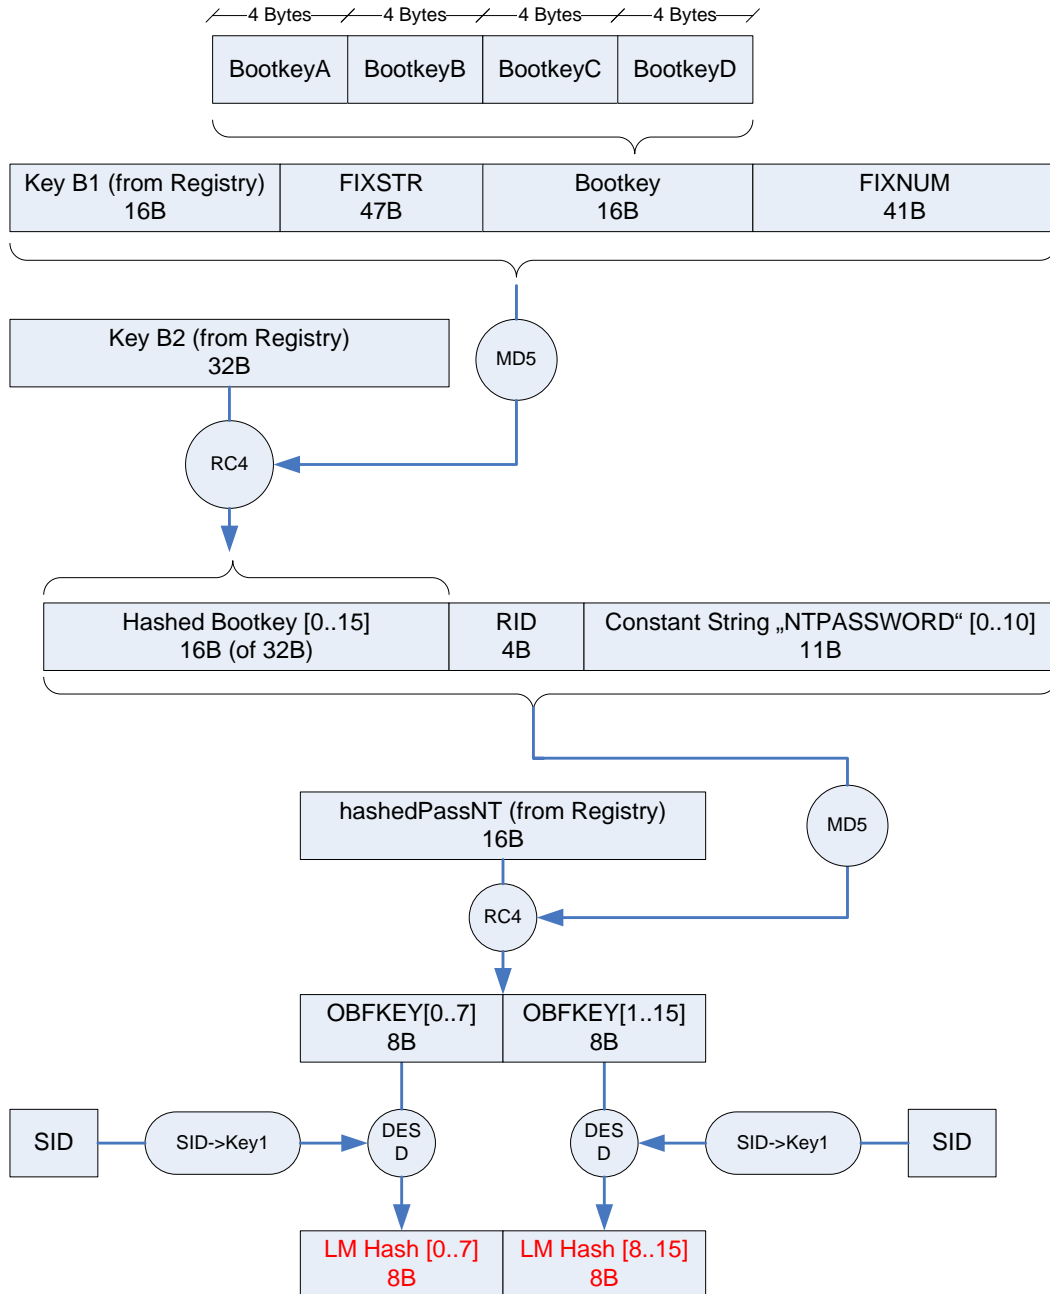 4 Bytes 4 Bytes 4 Bytes 4 Bytes
BootkeyA BootkeyB BootkeyC BootkeyD
Key B1 (from Registry) FIXSTR Bootkey FIXNUM
16B 47B 16B 41B
Key B2 (from Registry)
32B
MD5
RC4
Hashed Bootkey [0..15] RID Constant String „NTPASSWORD“ [0..10]
16B (of 32B) 4B 11B
hashedPassNT (from Registry)
16B
MD5
RC4
OBFKEY[0..7] OBFKEY[1..15]
8B 8B
SID SID->Key1 DES DES SID->Key1 SID
D D
LM Hash [0..7] LM Hash [8..15]
8B 8B